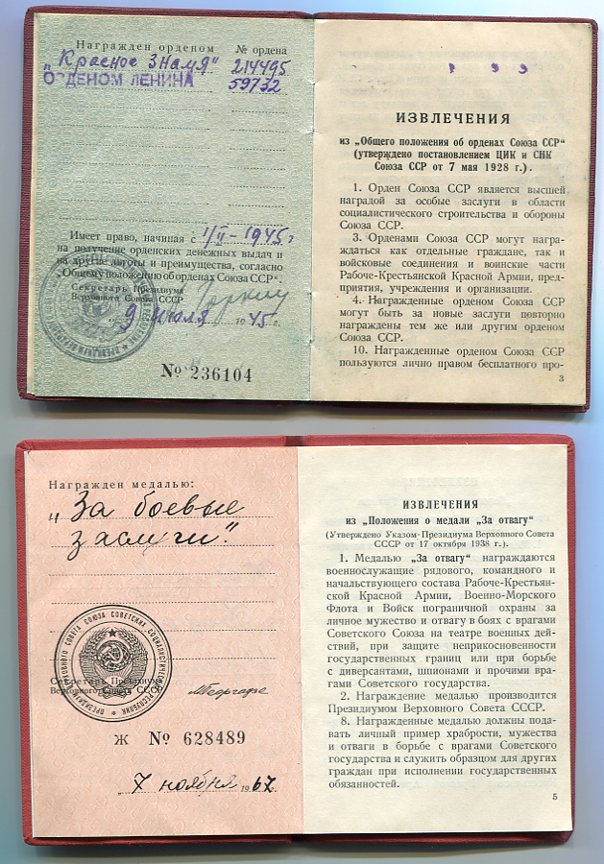 Награжден орденом № ордена
„Красное Знамя" 214495
ОРДЕНОМ ЛЕНИНА 59732
Имеет право, начиная с 1/II-1945 г
на получение орденских денежных выдач и
на другие льготы и преимущества, согласно
„Общему положению об орденах Союза ССР"
Секретарь Президиума
Верховного Совета СССР
9 июля 1945 г.
№ 236104
ИЗВЛЕЧЕНИЯ
из „Общего положения об орденах Союза ССР"
(утверждено постановлением ЦИК и СНК
Союза ССР от 7 мая 1928 г.).
1. Орден Союза ССР является высшей
наградой за особые заслуги в области
социалистического строительства и обороны
Союза ССР.
3. Орденами Союза ССР могут награ-
ждаться как отдельные граждане, так и
войсковые соединения и воинские части
Рабоче-Крестьянской Красной Армии, пред-
приятия, учреждения и организации.
4. Награжденные орденом Союза ССР
могут быть за новые заслуги повторно
награждены тем же или другим орденом
Союза ССР.
10. Награжденные орденом Союза ССР
пользуются лично правом бесплатного про-
3
Награжден медалью:
„За боевые
заслуги."
ПРЕЗИДИУМ ВЕРХОВНОГО СОВЕТА СОЮЗА СОВЕТСКИХ СОЦИАЛИСТИЧЕСКИХ РЕСПУБЛИК
Секретарь Президиума
Верховного Совета СССР
Ж № 628489
„7 ноября 1967.
ИЗВЛЕЧЕНИЯ
из „Положения о медали „За отвагу"
(Утверждено Указом Президиума Верховного Совета
СССР от 17 октября 1938 г.).
1. Медалью „За отвагу" награждаются
военнослужащие рядового, командного и
начальствующего состава Рабоче-Крестьян-
ской Красной Армии, Военно-Морского
Флота и Войск пограничной охраны за
личное мужество и отвагу в боях с врагами
Советского Союза на театре военных дей-
ствий, при защите неприкосновенности
государственных границ или при борьбе
с диверсантами, шпионами и прочими вра-
гами Советского государства.
2. Награждение медалью производится
Президиумом Верховного Совета СССР.
8. Награжденные медалью должны пода-
вать личный пример храбрости, мужества
и отваги в борьбе с врагами Советского
государства и служить образцом для других
граждан при исполнении государственных
обязанностей.
5